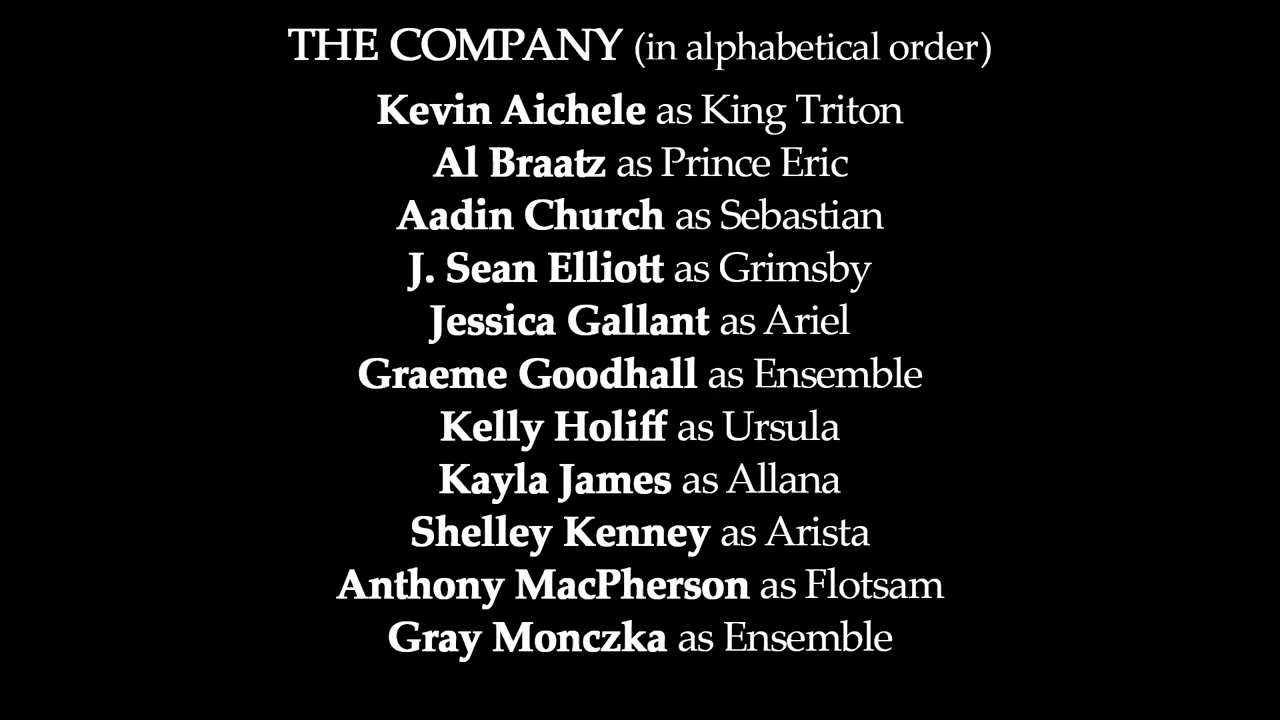 THE COMPANY (in alphabetical order)
Kevin Aichele as King Triton
Al Braatz as Prince Eric
Aadin Church as Sebastian
J. Sean Elliott as Grimsby
Jessica Gallant as Ariel
Graeme Goodhall as Ensemble
Kelly Holiff as Ursula
Kayla James as Allana
Shelley Kenney as Arista
Anthony MacPherson as Flotsam
Gray Monczka as Ensemble